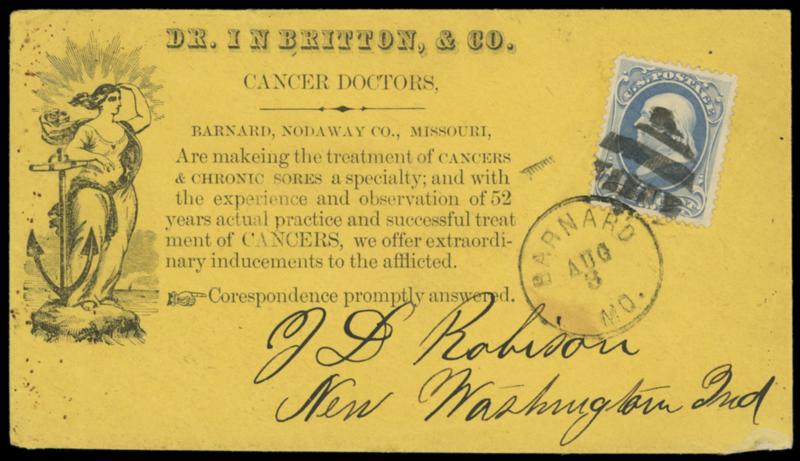 DR. I N BRITTON, & CO.
CANCER DOCTORS,
BARNARD, NODAWAY CO., MISSOURI,
Are makeing the treatment of CANCERS
& CHRONIC SORES a specialty; and with
the experience and observation of 52
years actual practice and successful treat
ment of CANCERS, we offer extraordi-
nary inducements to the afflicted.
Corespondence promptly answered.
U.S. POSTAGE
BARNARD
AUG
8
MO.
J D Robison
New Washington Ind